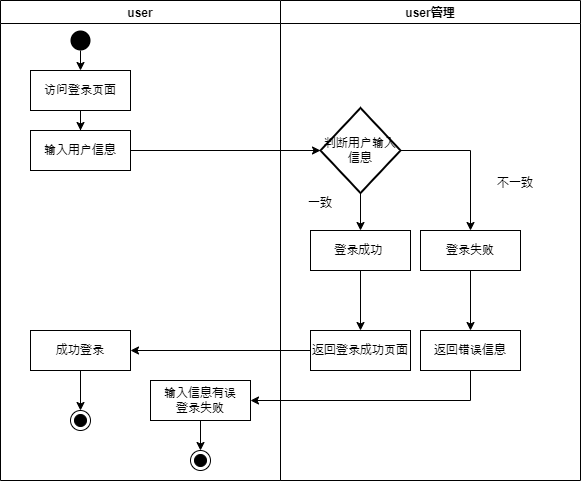 user
user管理
访问登录页面
输入用户信息
判断用户输入
信息
一致
不一致
登录成功
登录失败
成功登录
返回登录成功页面
返回错误信息
输入信息有误
登录失败